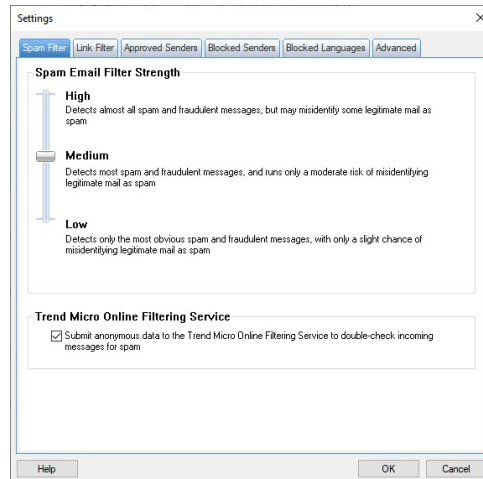 Settings
Spam Filter Link Filter Approved Senders Blocked Senders Blocked Languages Advanced
Spam Email Filter Strength
High
Detects almost all spam and fraudulent messages, but may misidentify some legitimate mail as
spam
Medium
Detects most spam and fraudulent messages, and runs only a moderate risk of misidentifying
legitimate mail as spam
Low
Detects only the most obvious spam and fraudulent messages, with only a slight chance of
misidentifying legitimate mail as spam
Trend Micro Online Filtering Service
Submit anonymous data to the Trend Micro Online Filtering Service to double-check incoming
messages for spam
Help OK Cancel